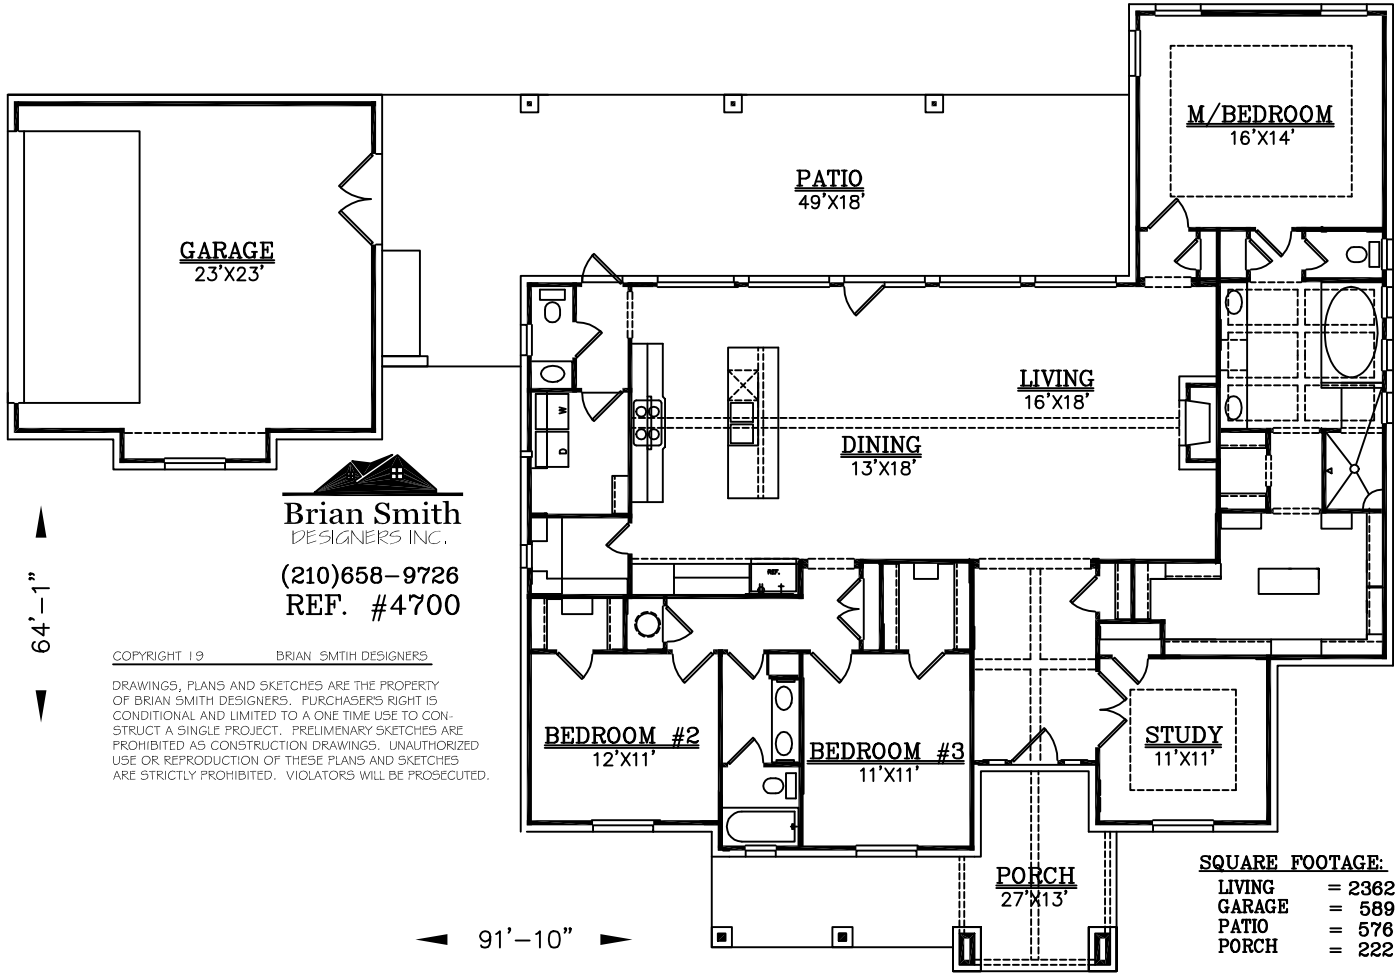 M/BEDROOM
16'X14'
PATIO
49'X18'
GARAGE
23'X23'
LIVING
16'X18'
DINING
13'X18'
W
D
REF.
Brian Smith
DESIGNERS INC.
(210)658-9726
REF. #4700
64'-1"
COPYRIGHT 19 BRIAN SMTIH DESIGNERS
DRAWINGS, PLANS AND SKETCHES ARE THE PROPERTY
OF BRIAN SMITH DESIGNERS. PURCHASER'S RIGHT IS
CONDITIONAL AND LIMITED TO A ONE TIME USE TO CON-
STRUCT A SINGLE PROJECT. PRELIMENARY SKETCHES ARE
PROHIBITED AS CONSTRUCTION DRAWINGS. UNAUTHORIZED
USE OR REPRODUCTION OF THESE PLANS AND SKETCHES
ARE STRICTLY PROHIBITED. VIOLATORS WILL BE PROSECUTED.
BEDROOM #2
12'X11'
BEDROOM #3
11'X11'
STUDY
11'X11'
PORCH
27'X13'
91'-10"
SQUARE FOOTAGE:
LIVING = 2362
GARAGE = 589
PATIO = 576
PORCH = 222